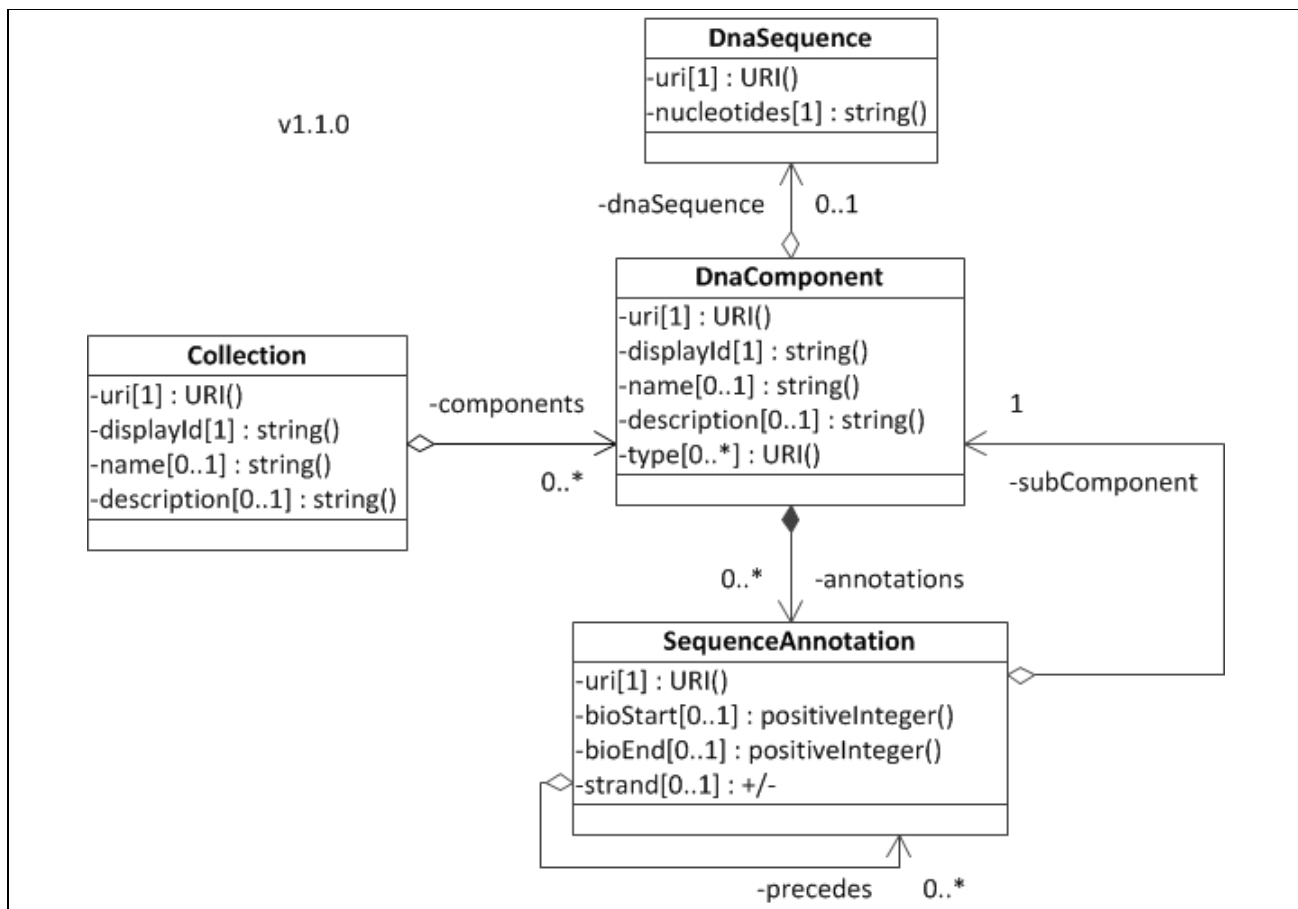 DnaSequence
-uri[1] : URI()
-nucleotides[1] : string()
v1.1.0
-dnaSequence 0..1
DnaComponent
-uri[1] : URI()
-displayId[1] : string()
-name[0..1] : string()
-description[0..1] : string()
-type[0..*] : URI()
Collection
-uri[1] : URI()
-displayId[1] : string()
-name[0..1] : string()
-description[0..1] : string()
-components
0..*
1
-subComponent
0..* -annotations
SequenceAnnotation
-uri[1] : URI()
-bioStart[0..1] : positiveInteger()
-bioEnd[0..1] : positiveInteger()
-strand[0..1] : +/-
-precedes 0..*